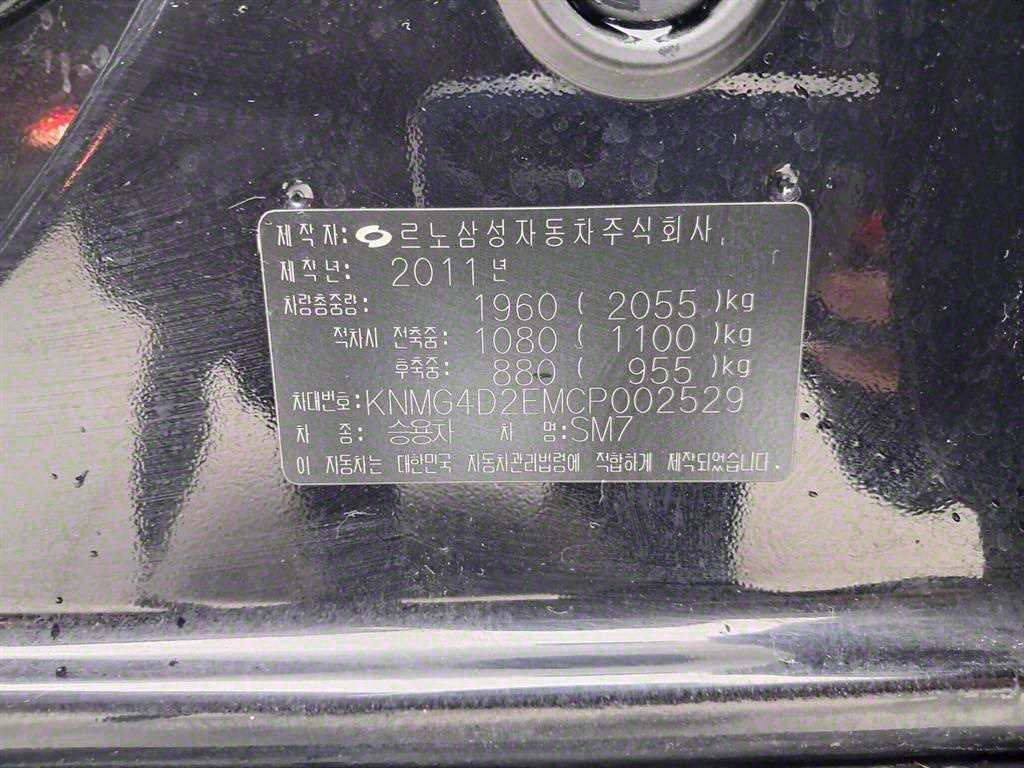 제작자: 르노삼성자동차주식회사
제작년: 2011년
차량총중량: 1960 ( 2055 )kg
적차시 전축중: 1080 ( 1100 )kg
후축중: 880 ( 955 )kg
차대번호:KNMG4D2EMCP002529
차 종: 승용차 차 명:SM7
이 자동차는 대한민국 자동차관리법령에 적합하게 제작되었습니다.